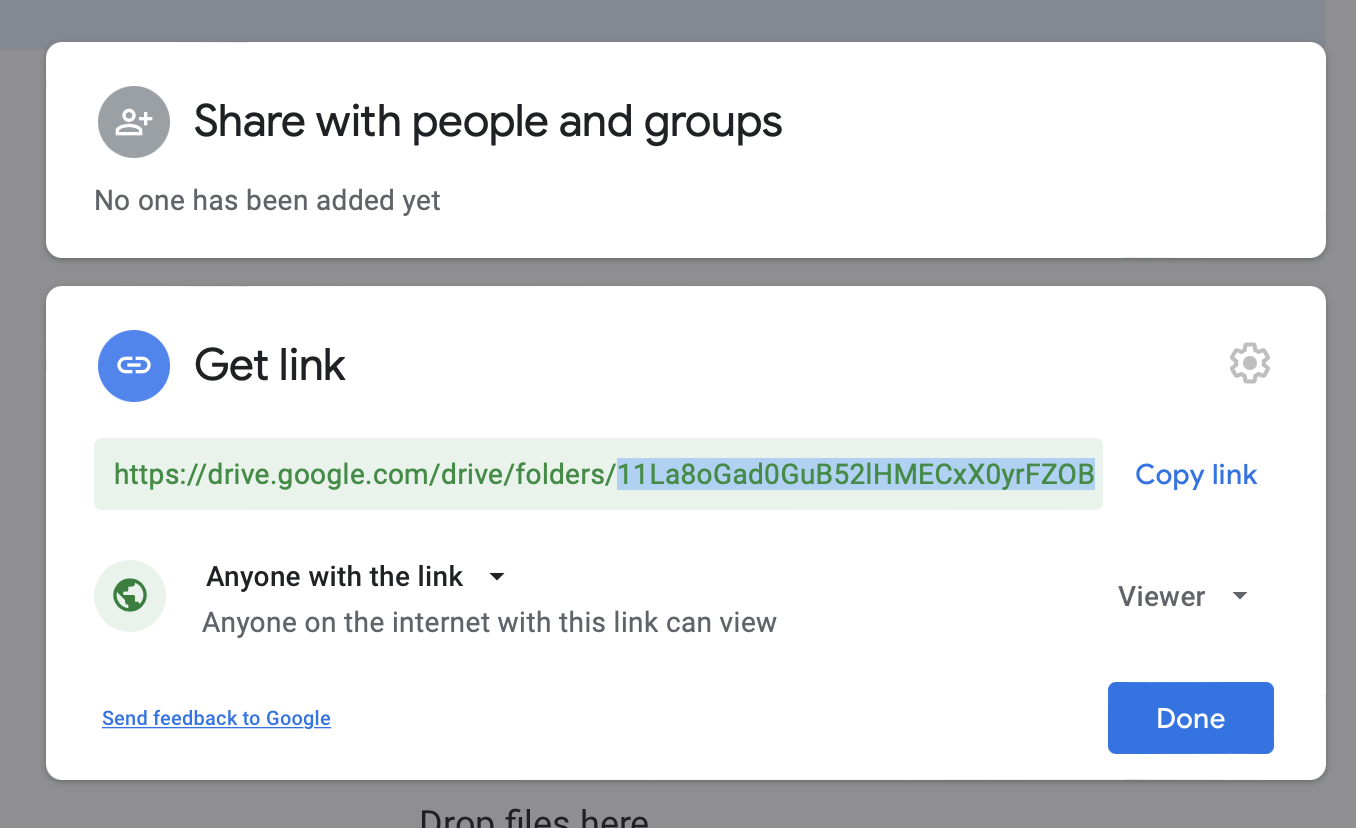 Share with people and groups
No one has been added yet
Get link
https://drive.google.com/drive/folders/11La8oGad0GuB52lHMECxX0yrFZOB
Copy link
Anyone with the link
Anyone on the internet with this link can view
Viewer
Send feedback to Google
Done
Drop files here